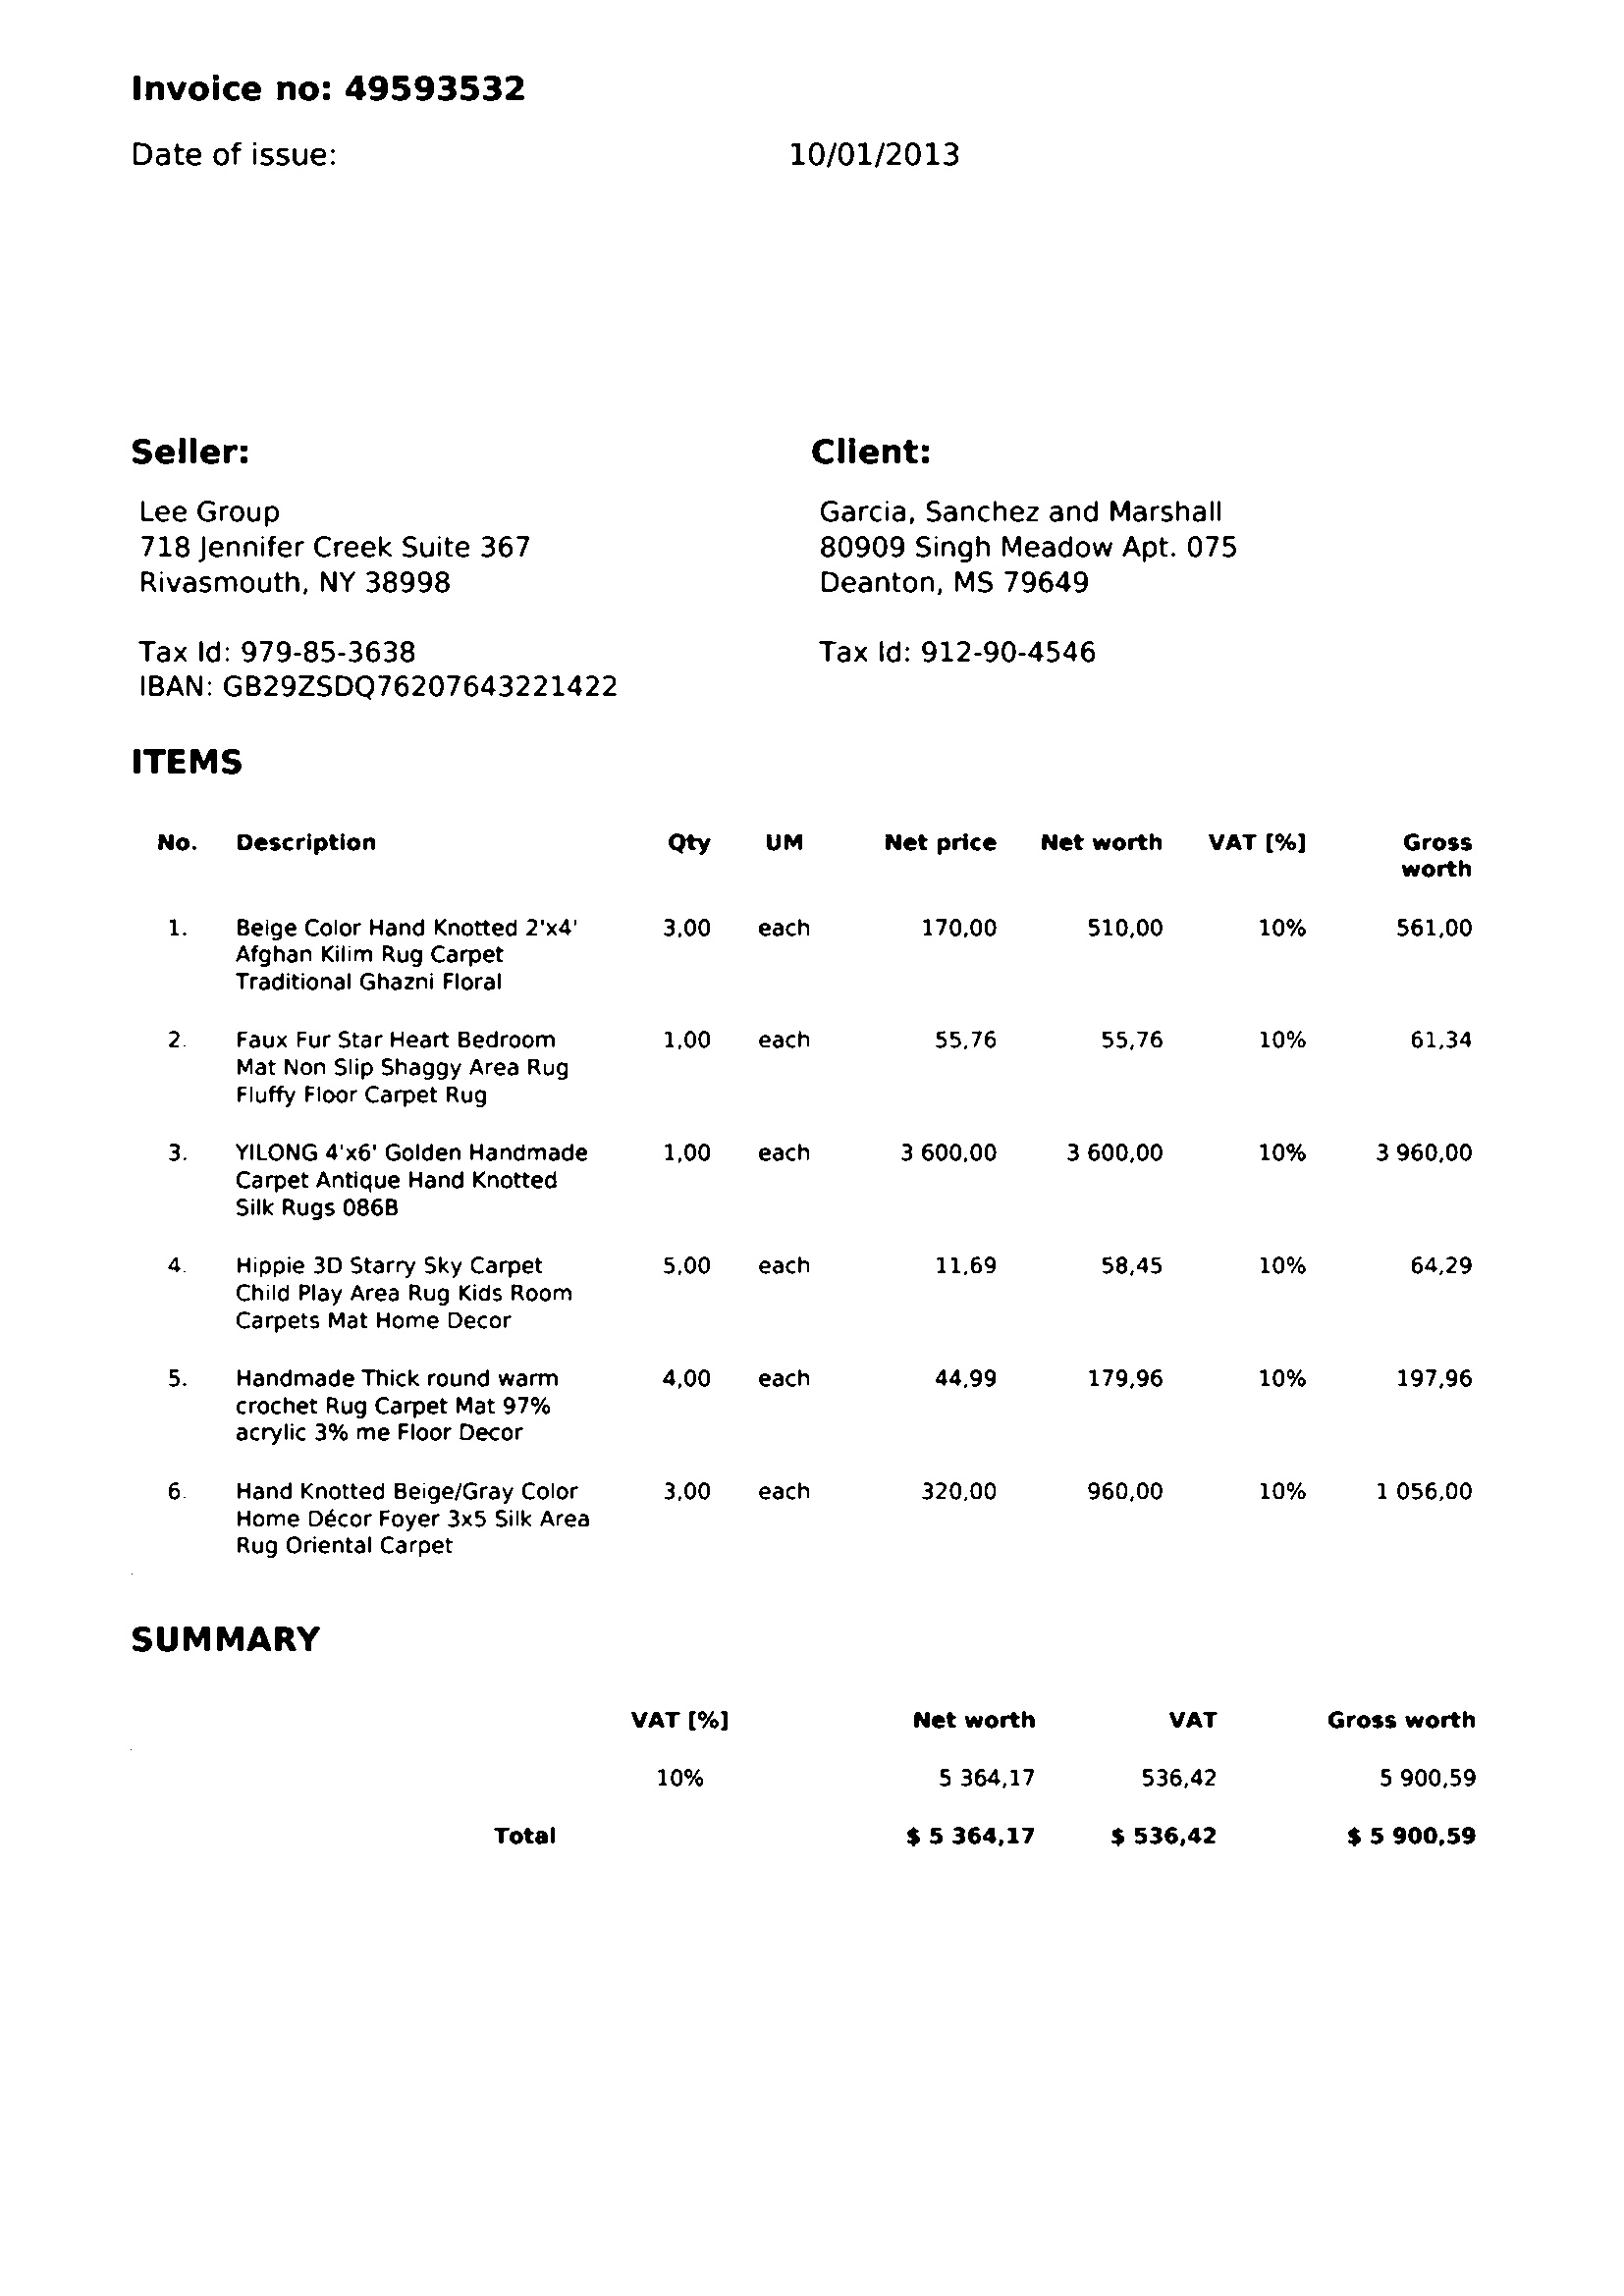 Invoice no: 49593532
Date of issue: 10/01/2013
Seller: Client:
Lee Group Garcia, Sanchez and Marshall
718 Jennifer Creek Suite 367 80909 Singh Meadow Apt. 075
Rivasmouth, NY 38998 Deanton, MS 79649
Tax Id: 979-85-3638 Tax Id: 912-90-4546
IBAN: GB29ZSDQ76207643221422
ITEMS
No. Description Qty UM Net price Net worth VAT [%] Gross
worth
1. Beige Color Hand Knotted 2'x4' 3,00 each 170,00 510,00 10% 561,00
Afghan Kilim Rug Carpet
Traditional Ghazni Floral
2. Faux Fur Star Heart Bedroom 1,00 each 55,76 55,76 10% 61,34
Mat Non Slip Shaggy Area Rug
Fluffy Floor Carpet Rug
3. YILONG 4'x6' Golden Handmade 1,00 each 3 600,00 3 600,00 10% 3 960,00
Carpet Antique Hand Knotted
Silk Rugs 086B
4. Hippie 3D Starry Sky Carpet 5,00 each 11,69 58,45 10% 64,29
Child Play Area Rug Kids Room
Carpets Mat Home Decor
5. Handmade Thick round warm 4,00 each 44,99 179,96 10% 197,96
crochet Rug Carpet Mat 97%
acrylic 3% me Floor Decor
6. Hand Knotted Beige/Gray Color 3,00 each 320,00 960,00 10% 1 056,00
Home Décor Foyer 3x5 Silk Area
Rug Oriental Carpet
SUMMARY
VAT [%] Net worth VAT Gross worth
10% 5 364,17 536,42 5 900,59
Total $ 5 364,17 $ 536,42 $ 5 900,59